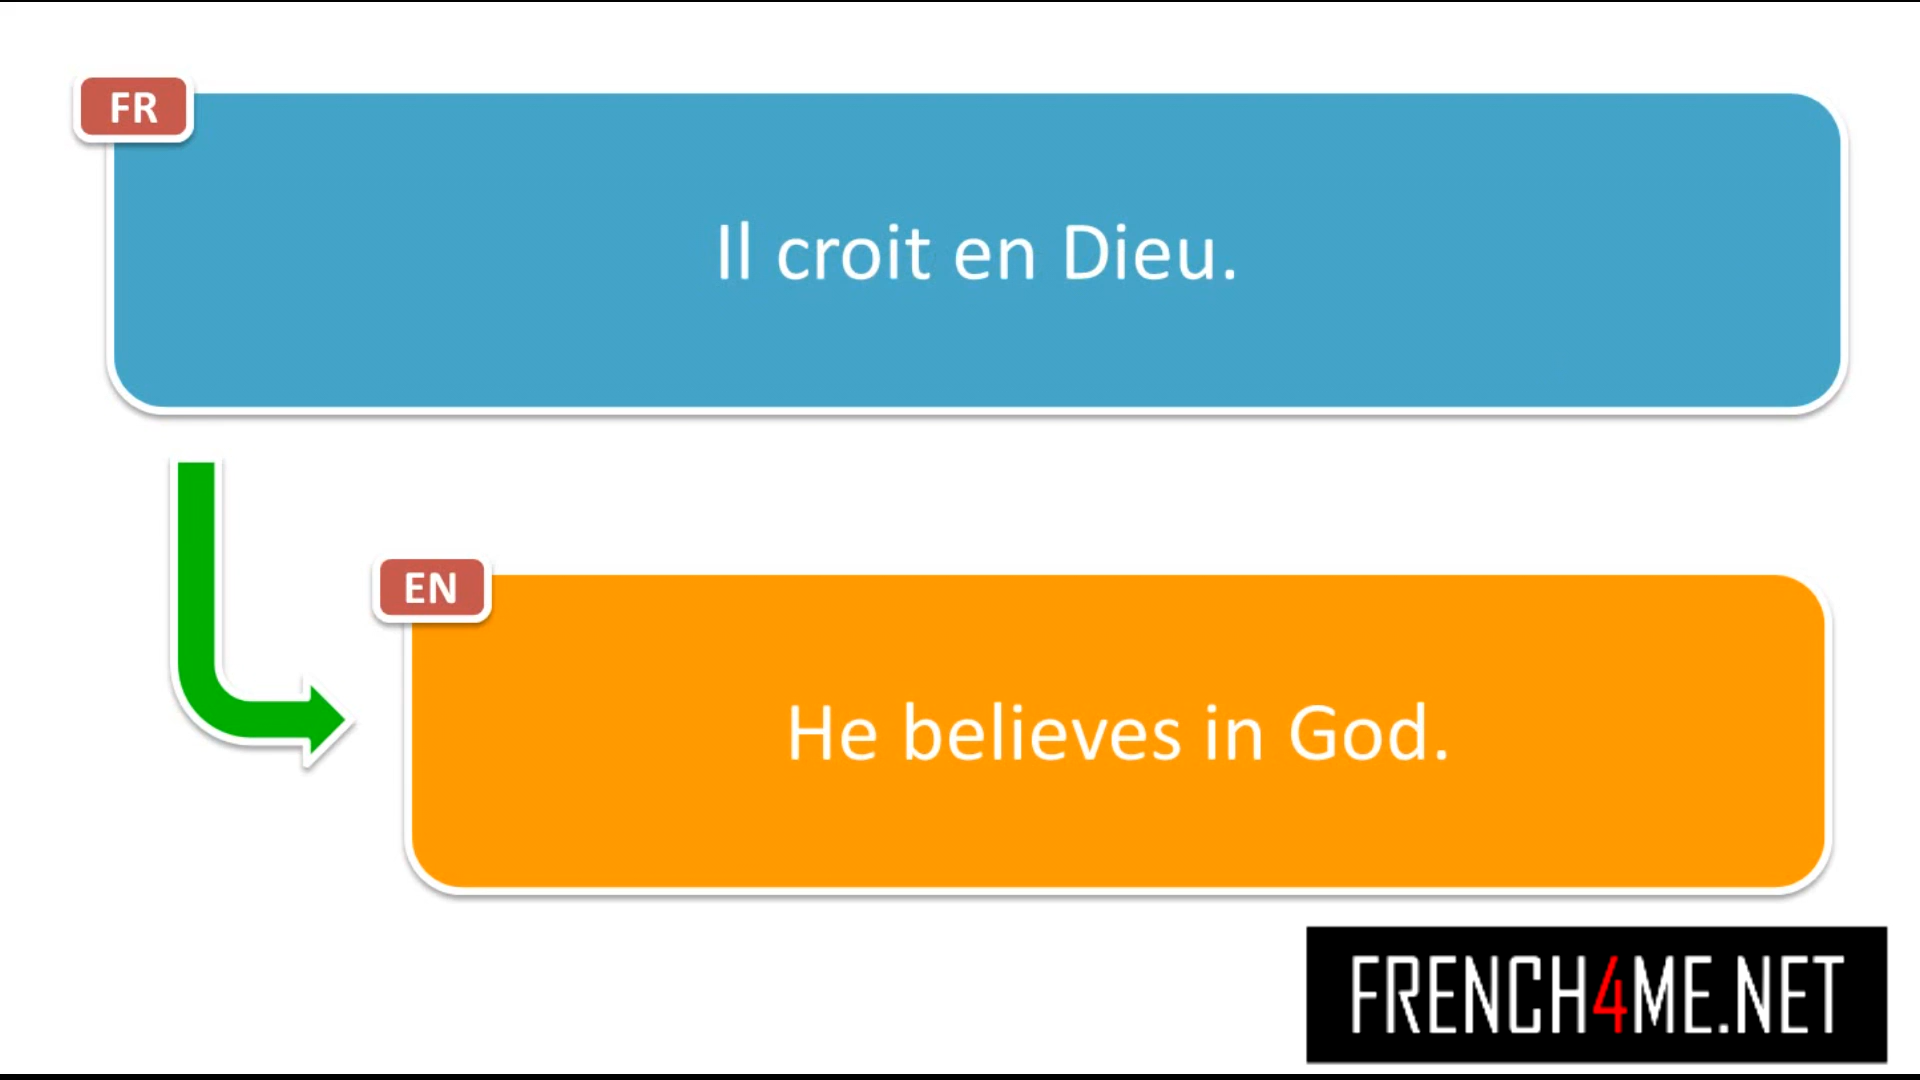 FR
Il croit en Dieu.
EN
He believes in God.
FRENCH4ME.NET